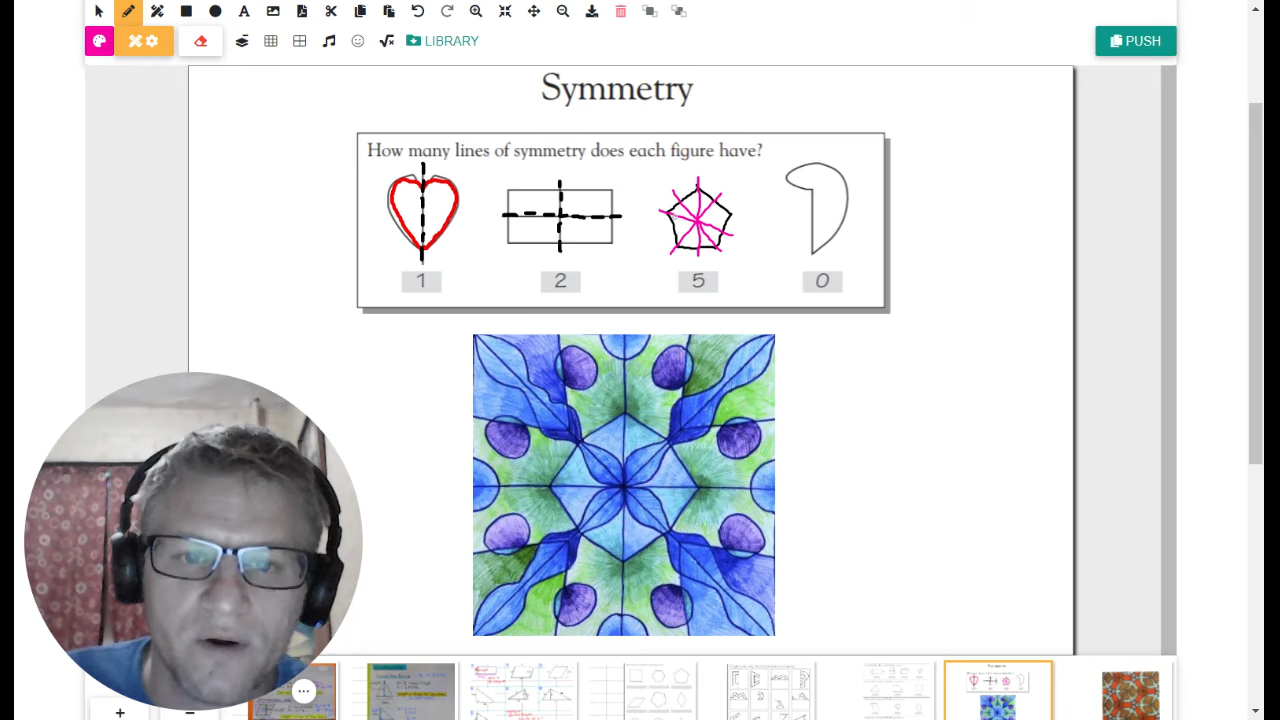 LIBRARY
PUSH
Symmetry
How many lines of symmetry does each figure have?
1 2 5 0